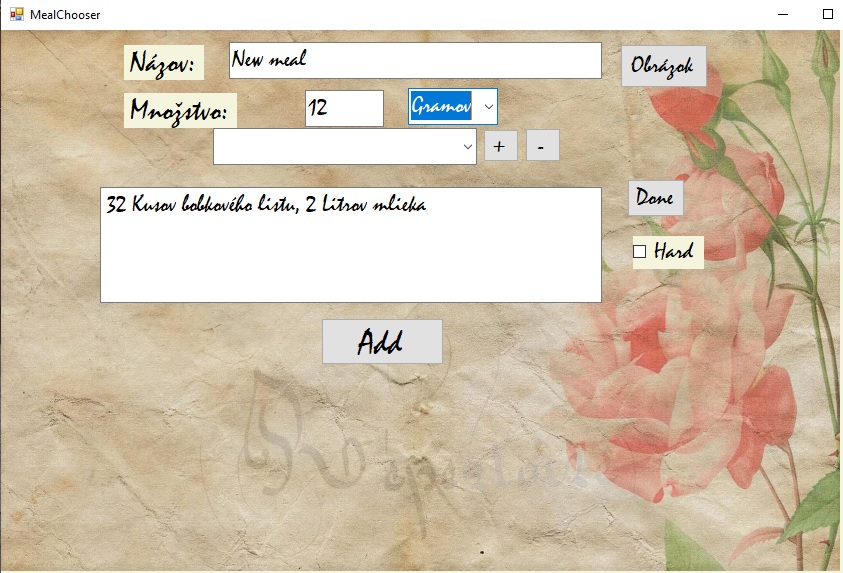 MealChooser
Názov: New meal Obrázok
Množstvo: 12 Gramov
+ -
32 Kusov bobkového listu, 2 Litrov mlieka
Done
Hard
Add